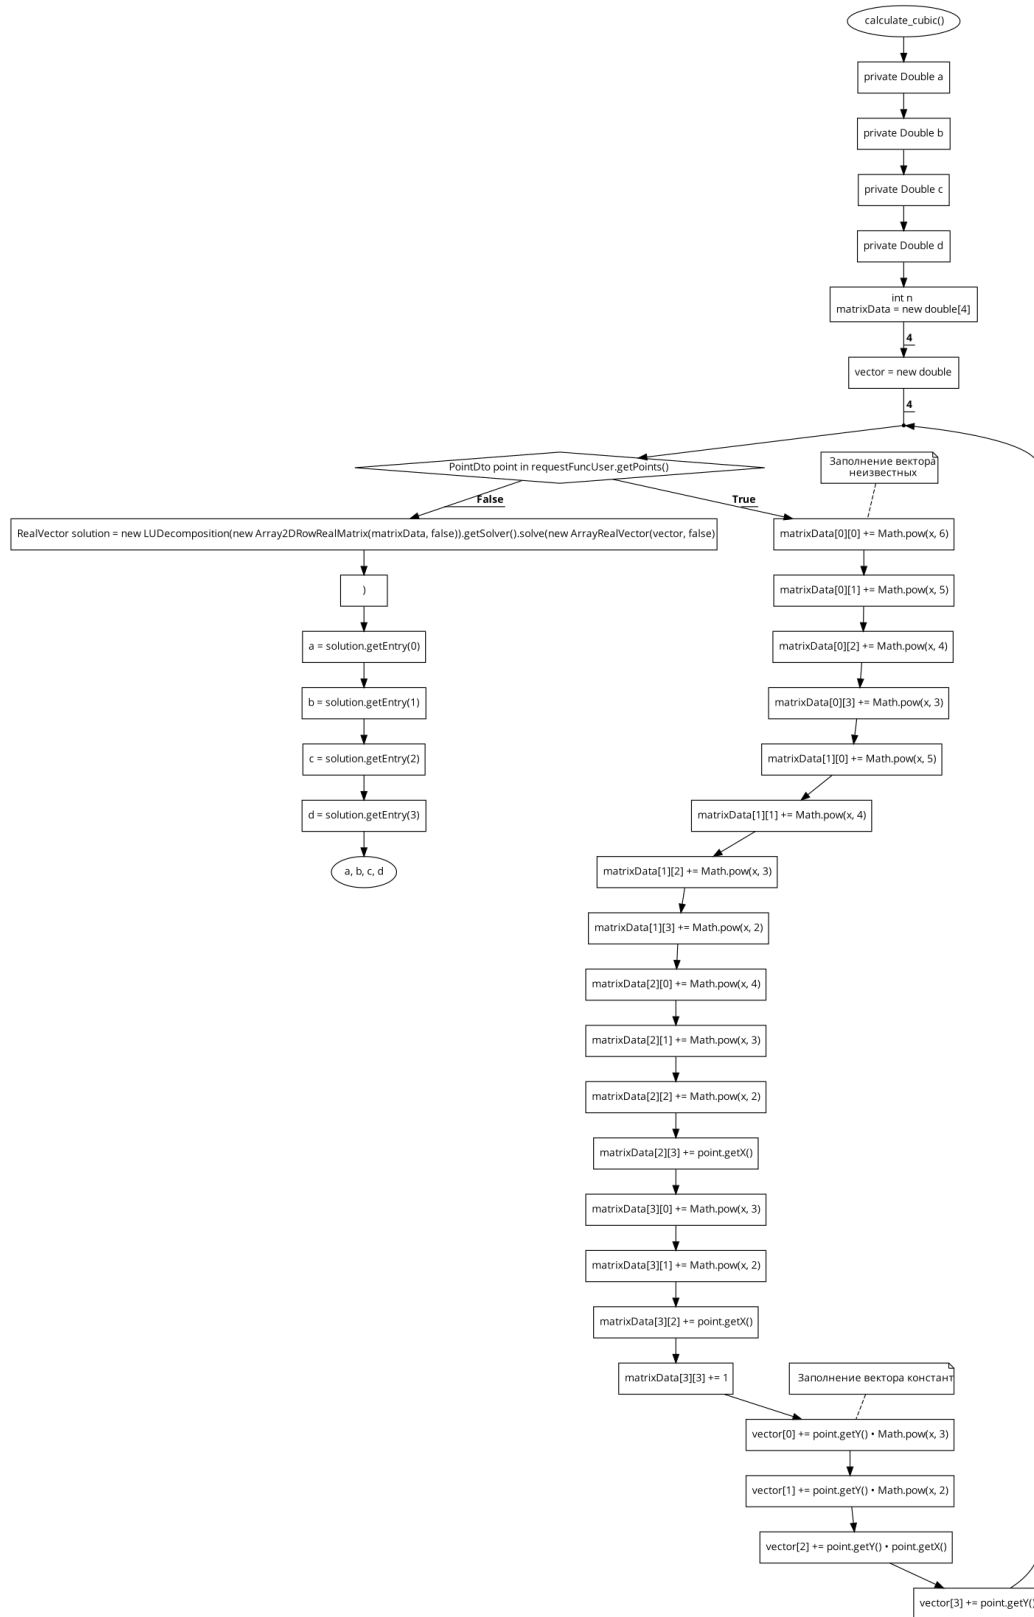 calculate_cubic()
private Double a
private Double b
private Double c
private Double d
int n
matrixData = new double[4]
4
vector = new double
4
PointDto point in requestFuncUser.getPoints()
Заполнение вектора
неизвестных
False
True
RealVector solution = new LUDecomposition(new Array2DRowRealMatrix(matrixData, false)).getSolver().solve(new ArrayRealVector(vector, false)
matrixData[0][0] += Math.pow(x, 6)
)
matrixData[0][1] += Math.pow(x, 5)
a = solution.getEntry(0)
matrixData[0][2] += Math.pow(x, 4)
b = solution.getEntry(1)
matrixData[0][3] += Math.pow(x, 3)
c = solution.getEntry(2)
matrixData[1][0] += Math.pow(x, 5)
d = solution.getEntry(3)
matrixData[1][1] += Math.pow(x, 4)
a, b, c, d
matrixData[1][2] += Math.pow(x, 3)
matrixData[1][3] += Math.pow(x, 2)
matrixData[2][0] += Math.pow(x, 4)
matrixData[2][1] += Math.pow(x, 3)
matrixData[2][2] += Math.pow(x, 2)
matrixData[2][3] += point.getX()
matrixData[3][0] += Math.pow(x, 3)
matrixData[3][1] += Math.pow(x, 2)
matrixData[3][2] += point.getX()
matrixData[3][3] += 1
Заполнение вектора констант
vector[0] += point.getY() • Math.pow(x, 3)
vector[1] += point.getY() • Math.pow(x, 2)
vector[2] += point.getY() • point.getX()
vector[3] += point.getY()